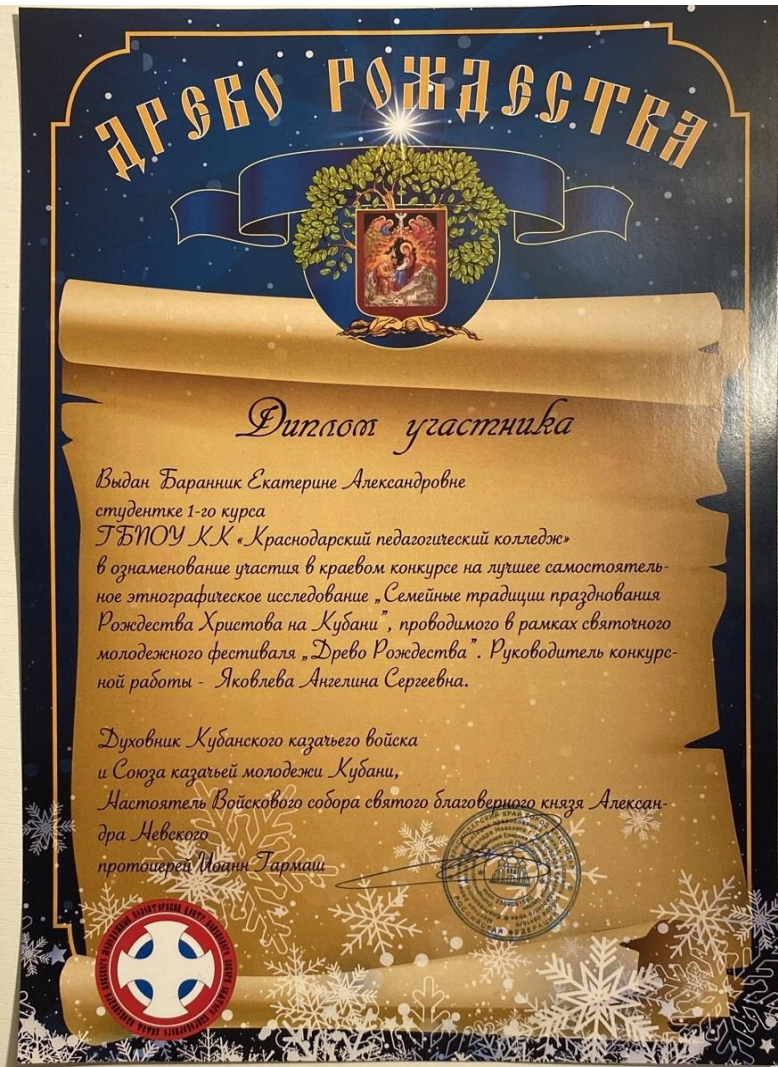 ДРЕВО РОЖДЕСТВА
Диплом участника
Выдан Баранник Екатерине Александровне
студентке 1-го курса
ГБПОУ КК «Краснодарский педагогический колледж»
в ознаменование участия в краевом конкурсе на лучшее самостоятель-
ное этнографическое исследование „Семейные традиции празднования
Рождества Христова на Кубани”, проводимого в рамках святочного
молодежного фестиваля „Древо Рождества”. Руководитель конкурс-
ной работы - Яковлева Ангелина Сергеевна.
Духовник Кубанского казачьего войска
и Союза казачьей молодежи Кубани,
Настоятель Войскового собора святого благоверного князя Алексан-
дра Невского
протоиерей Иоанн Гармаш
РОССИЙСКАЯ ФЕДЕРАЦИЯ